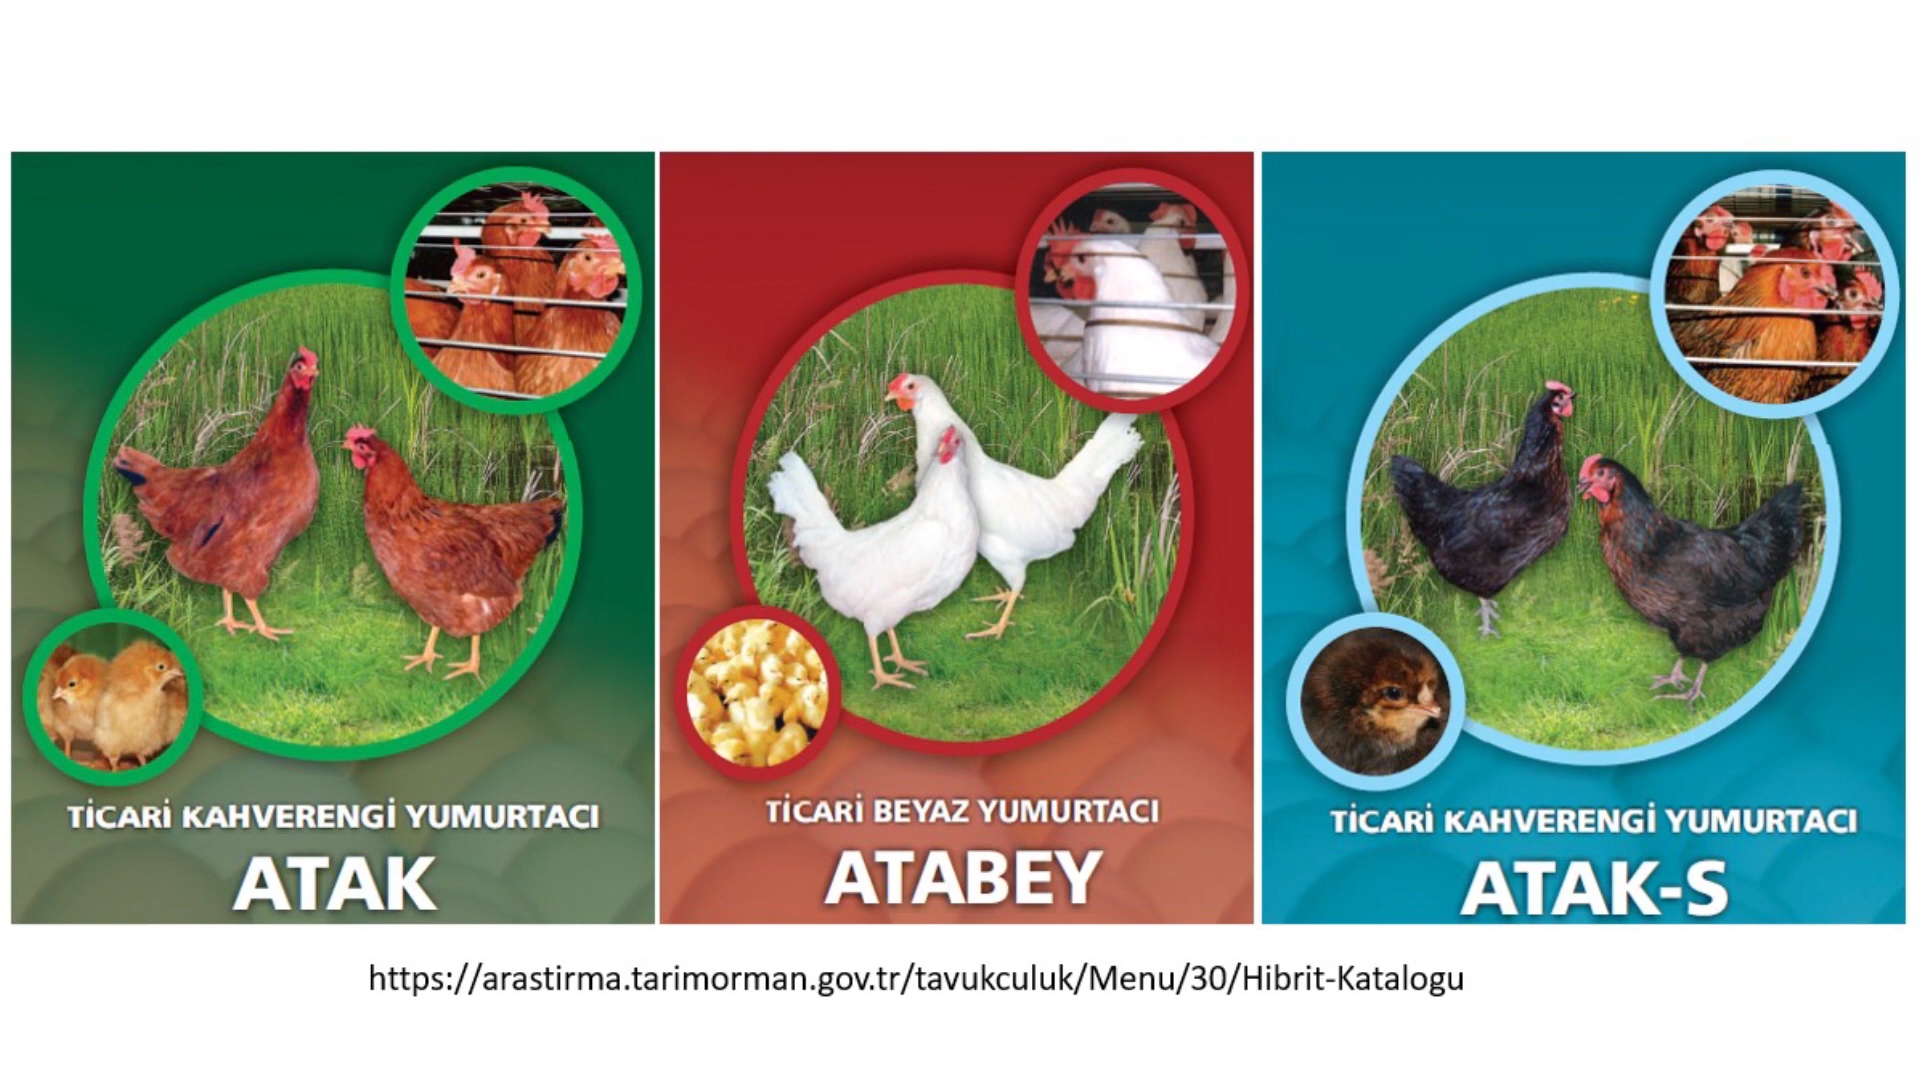 TİCARİ KAHVERENGİ YUMURTACI
ATAK
TİCARİ BEYAZ YUMURTACI
ATABEY
TİCARİ KAHVERENGİ YUMURTACI
ATAK-S
https://arastirma.tarimorman.gov.tr/tavukculuk/Menu/30/Hibrit-Katalogu